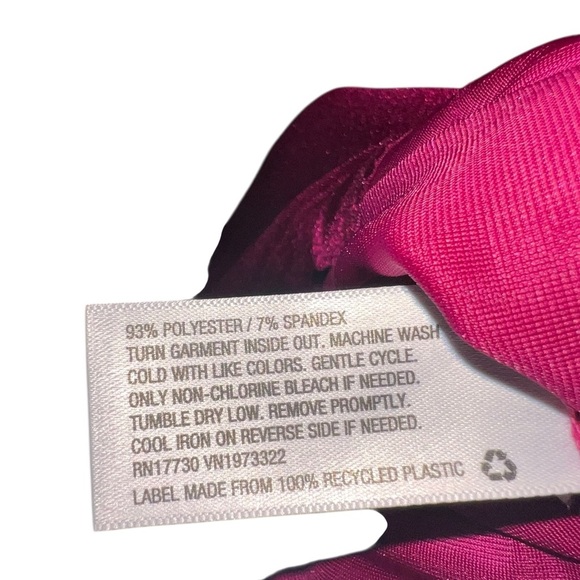 93% POLYESTER / 7% SPANDEX
TURN GARMENT INSIDE OUT. MACHINE WASH
COLD WITH LIKE COLORS. GENTLE CYCLE.
ONLY NON-CHLORINE BLEACH IF NEEDED.
TUMBLE DRY LOW. REMOVE PROMPTLY.
COOL IRON ON REVERSE SIDE IF NEEDED.
RN17730 VN1973322
LABEL MADE FROM 100% RECYCLED PLASTIC